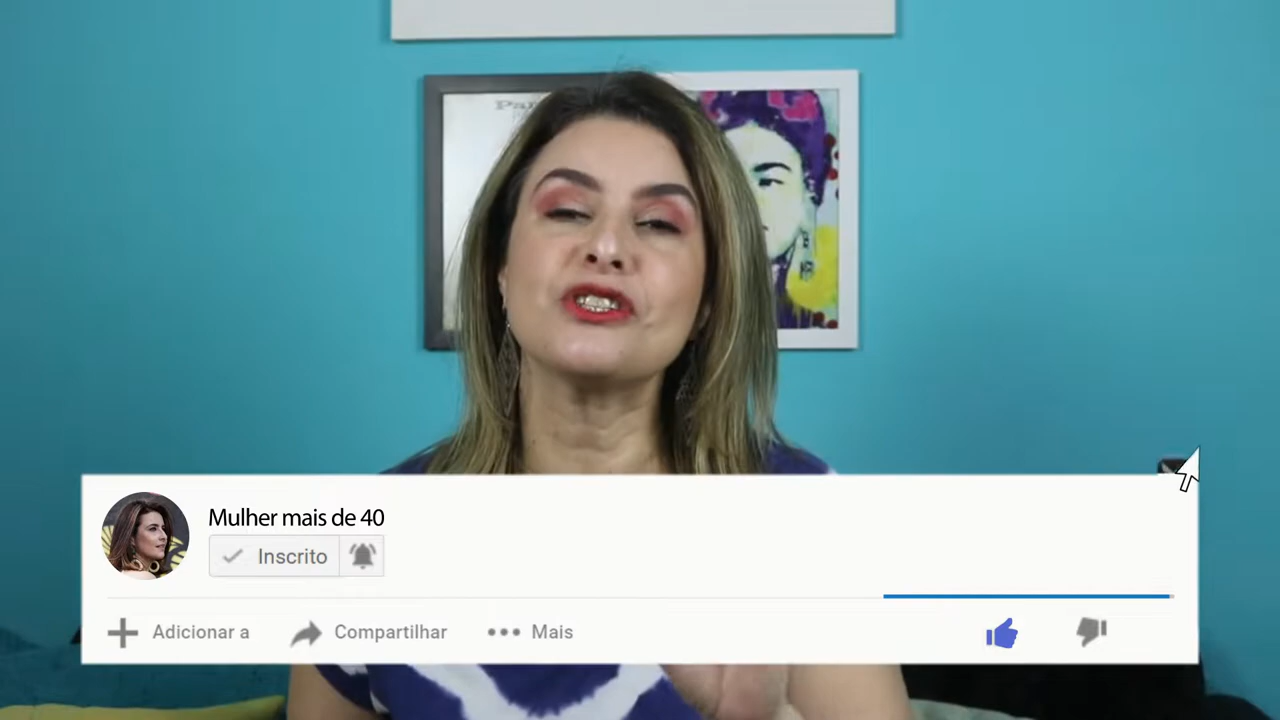 Mulher mais de 40
Inscrito
Adicionar a
Compartilhar
Mais